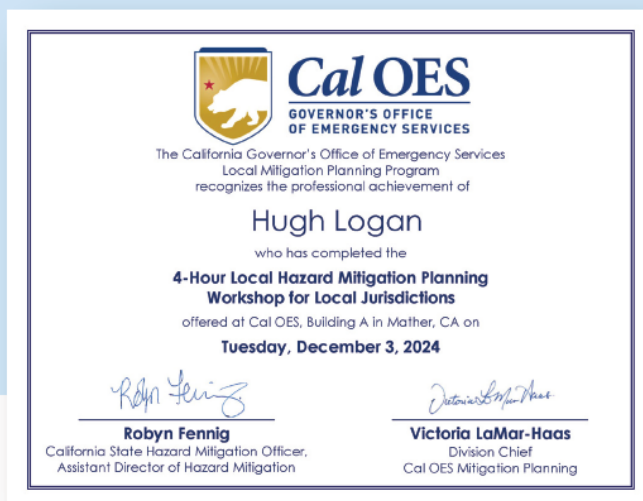 Cal OES
GOVERNOR'S OFFICE
OF EMERGENCY SERVICES
The California Governor's Office of Emergency Services
Local Mitigation Planning Program
recognizes the professional achievement of
Hugh Logan
who has completed the
4-Hour Local Hazard Mitigation Planning
Workshop for Local Jurisdictions
offered at Cal OES, Building A in Mather, CA on
Tuesday, December 3, 2024
Robyn Fennig
Victoria LaMar-Haas
California State Hazard Mitigation Officer,
Division Chief
Assistant Director of Hazard Mitigation
Cal OES Mitigation Planning